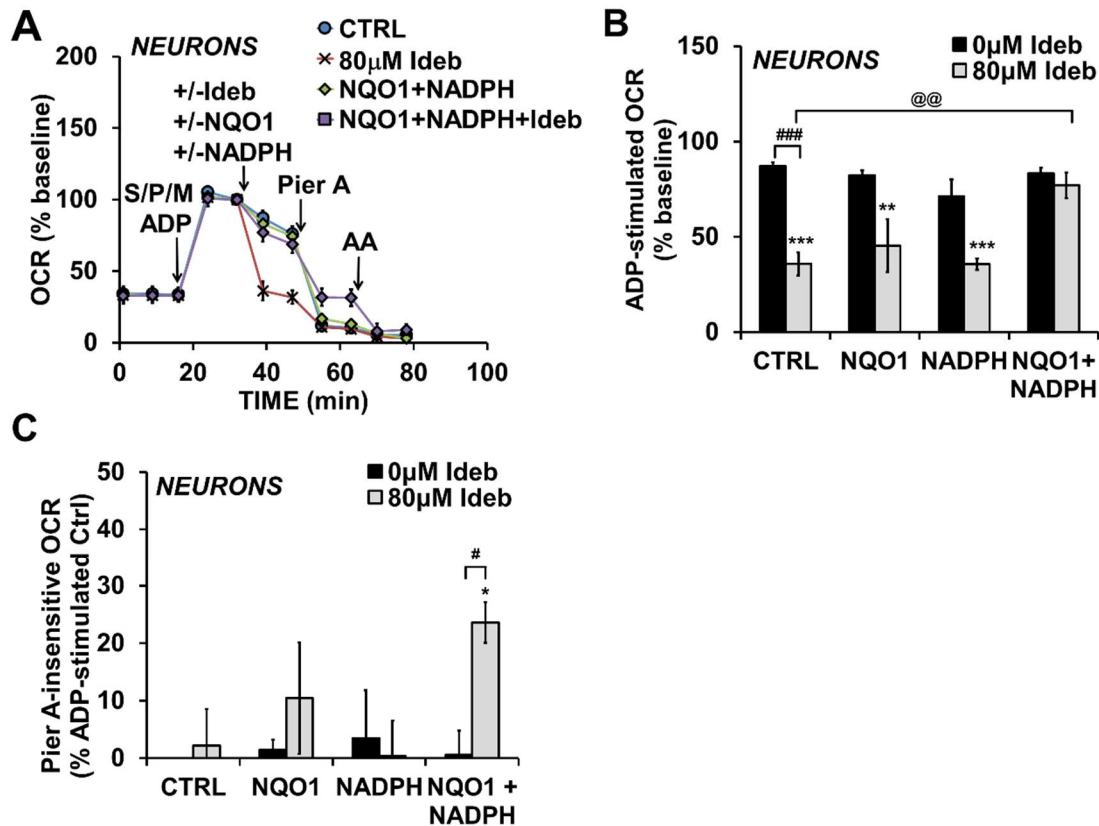 A
NEURONS
CTRL
80µM Ideb
NQO1+NADPH
NQO1+NADPH+Ideb
+/-Ideb
+/-NQO1
+/-NADPH
S/P/M
ADP
Pier A
AA
OCR (% baseline)
200
150
100
50
0
0 20 40 60 80 100
TIME (min)
B
NEURONS
0µM Ideb
80µM Ideb
ADP-stimulated OCR
(% baseline)
150
100
50
0
@@
###
***
**
***
CTRL NQO1 NADPH NQO1+
NADPH
C
NEURONS
0µM Ideb
80µM Ideb
Pier A-insensitive OCR
(% ADP-stimulated Ctrl)
50
40
30
20
10
0
#
*
CTRL NQO1 NADPH NQO1 +
NADPH